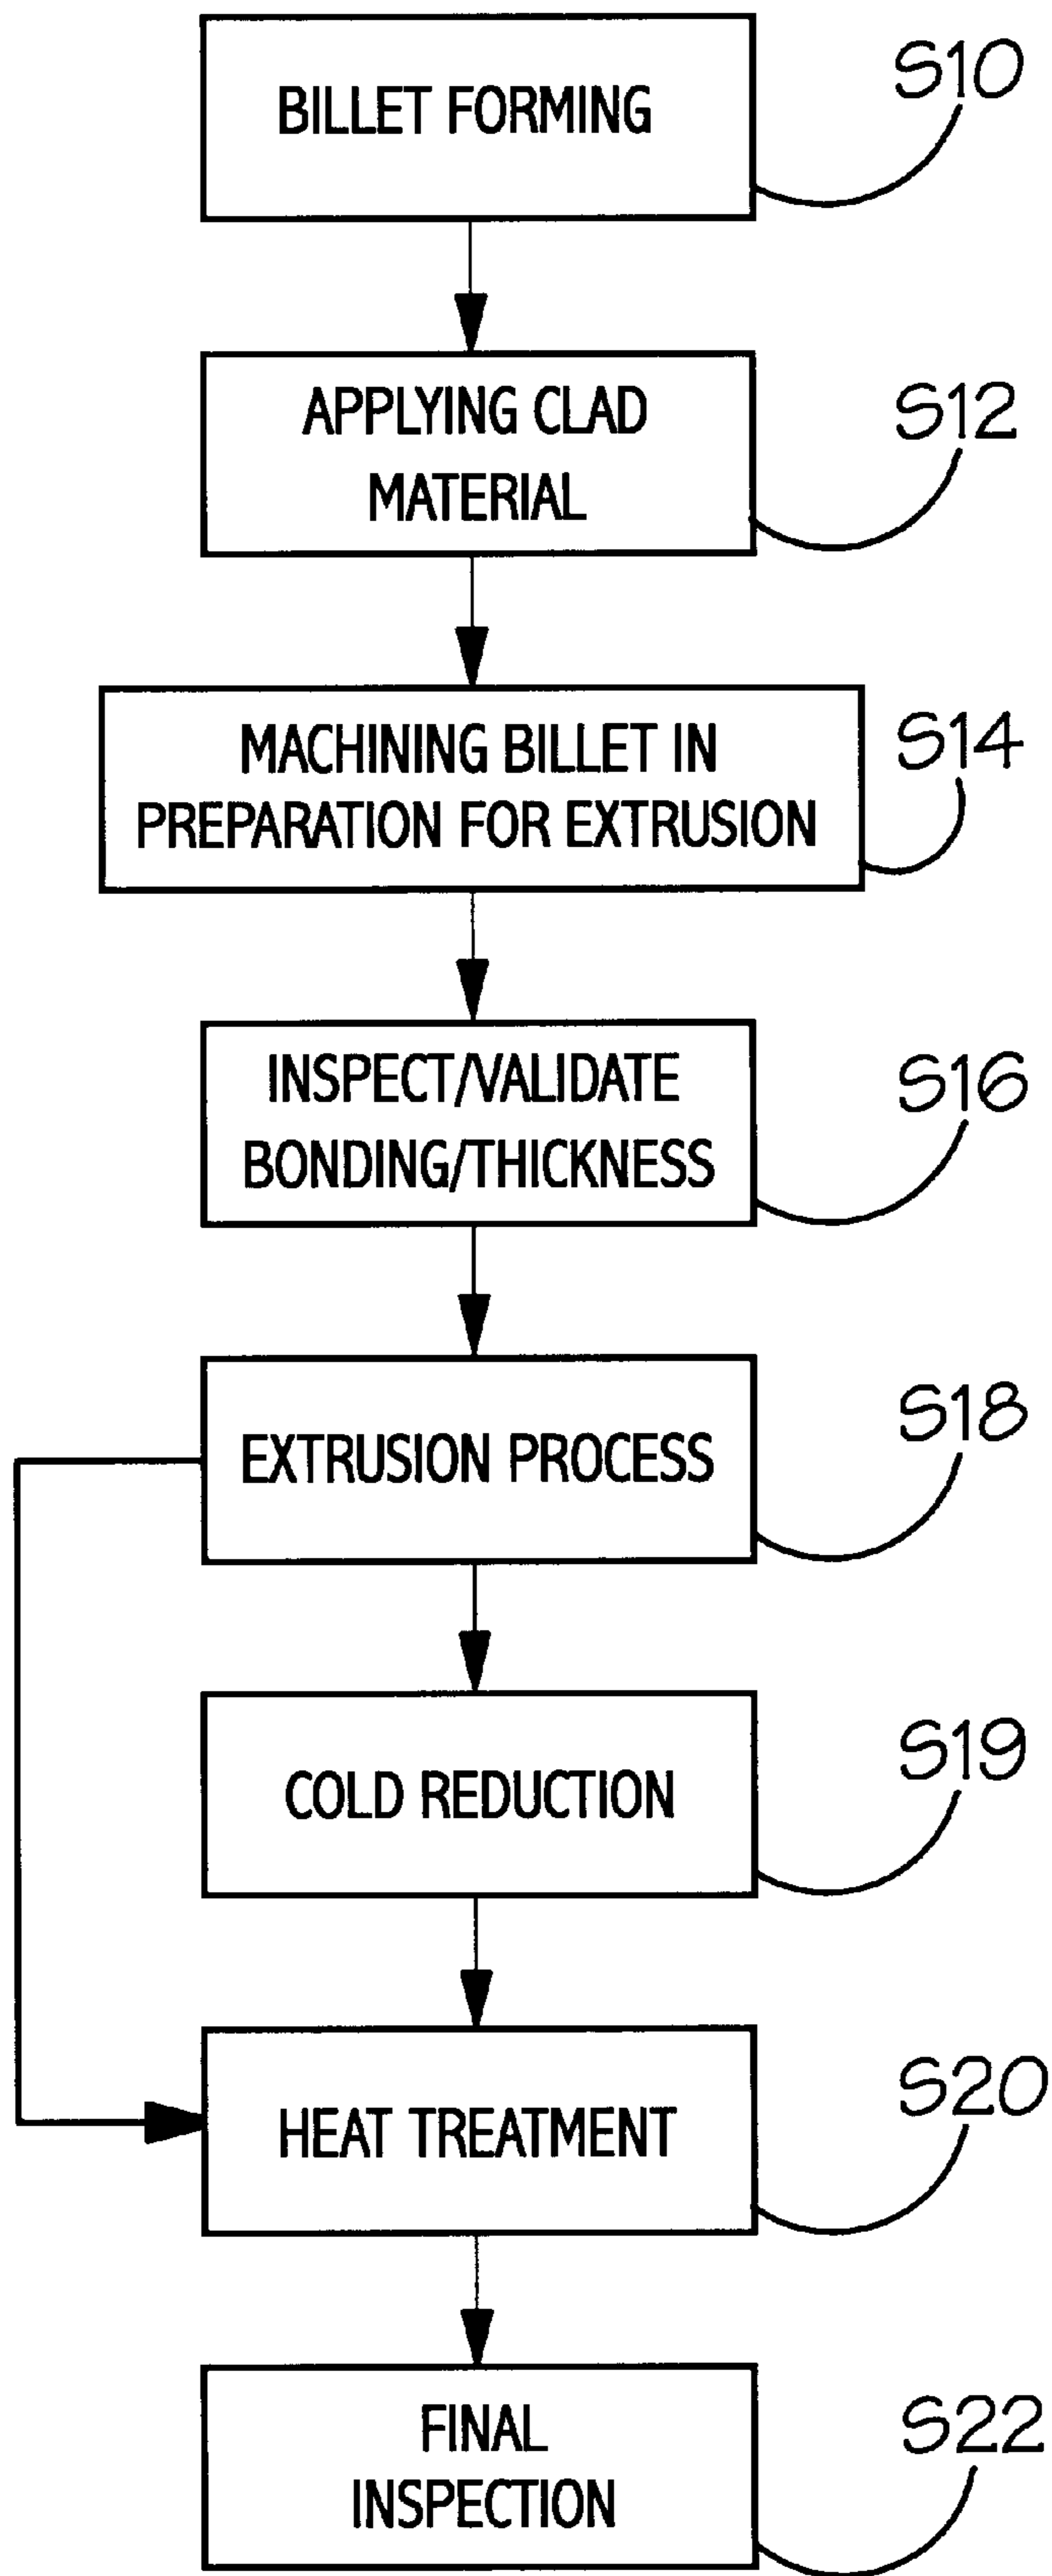 BILLET FORMING
S10
APPLYING CLAD
MATERIAL
S12
MACHINING BILLET IN
PREPARATION FOR EXTRUSION
S14
INSPECT/VALIDATE
BONDING/THICKNESS
S16
EXTRUSION PROCESS
S18
COLD REDUCTION
S19
HEAT TREATMENT
S20
FINAL
INSPECTION
S22